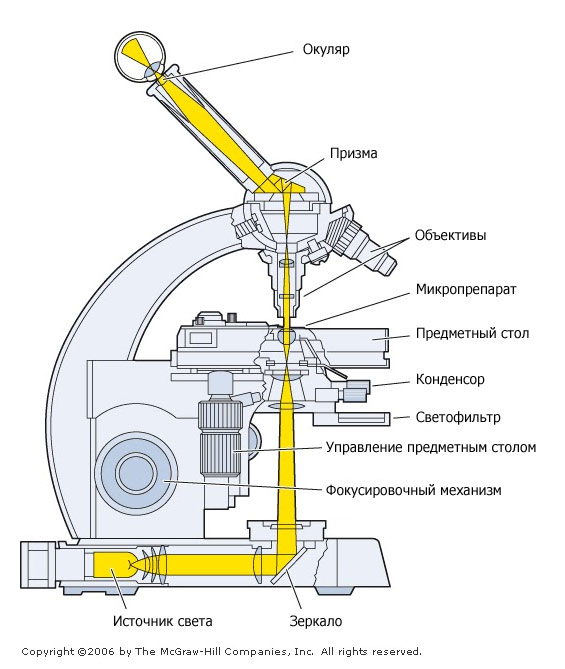 Окуляр
Призма
Объективы
Микропрепарат
Предметный стол
Конденсор
Светофильтр
Управление предметным столом
Фокусировочный механизм
Источник света
Зеркало
Copyright ©2006 by The McGraw-Hill Companies, Inc. All rights reserved.